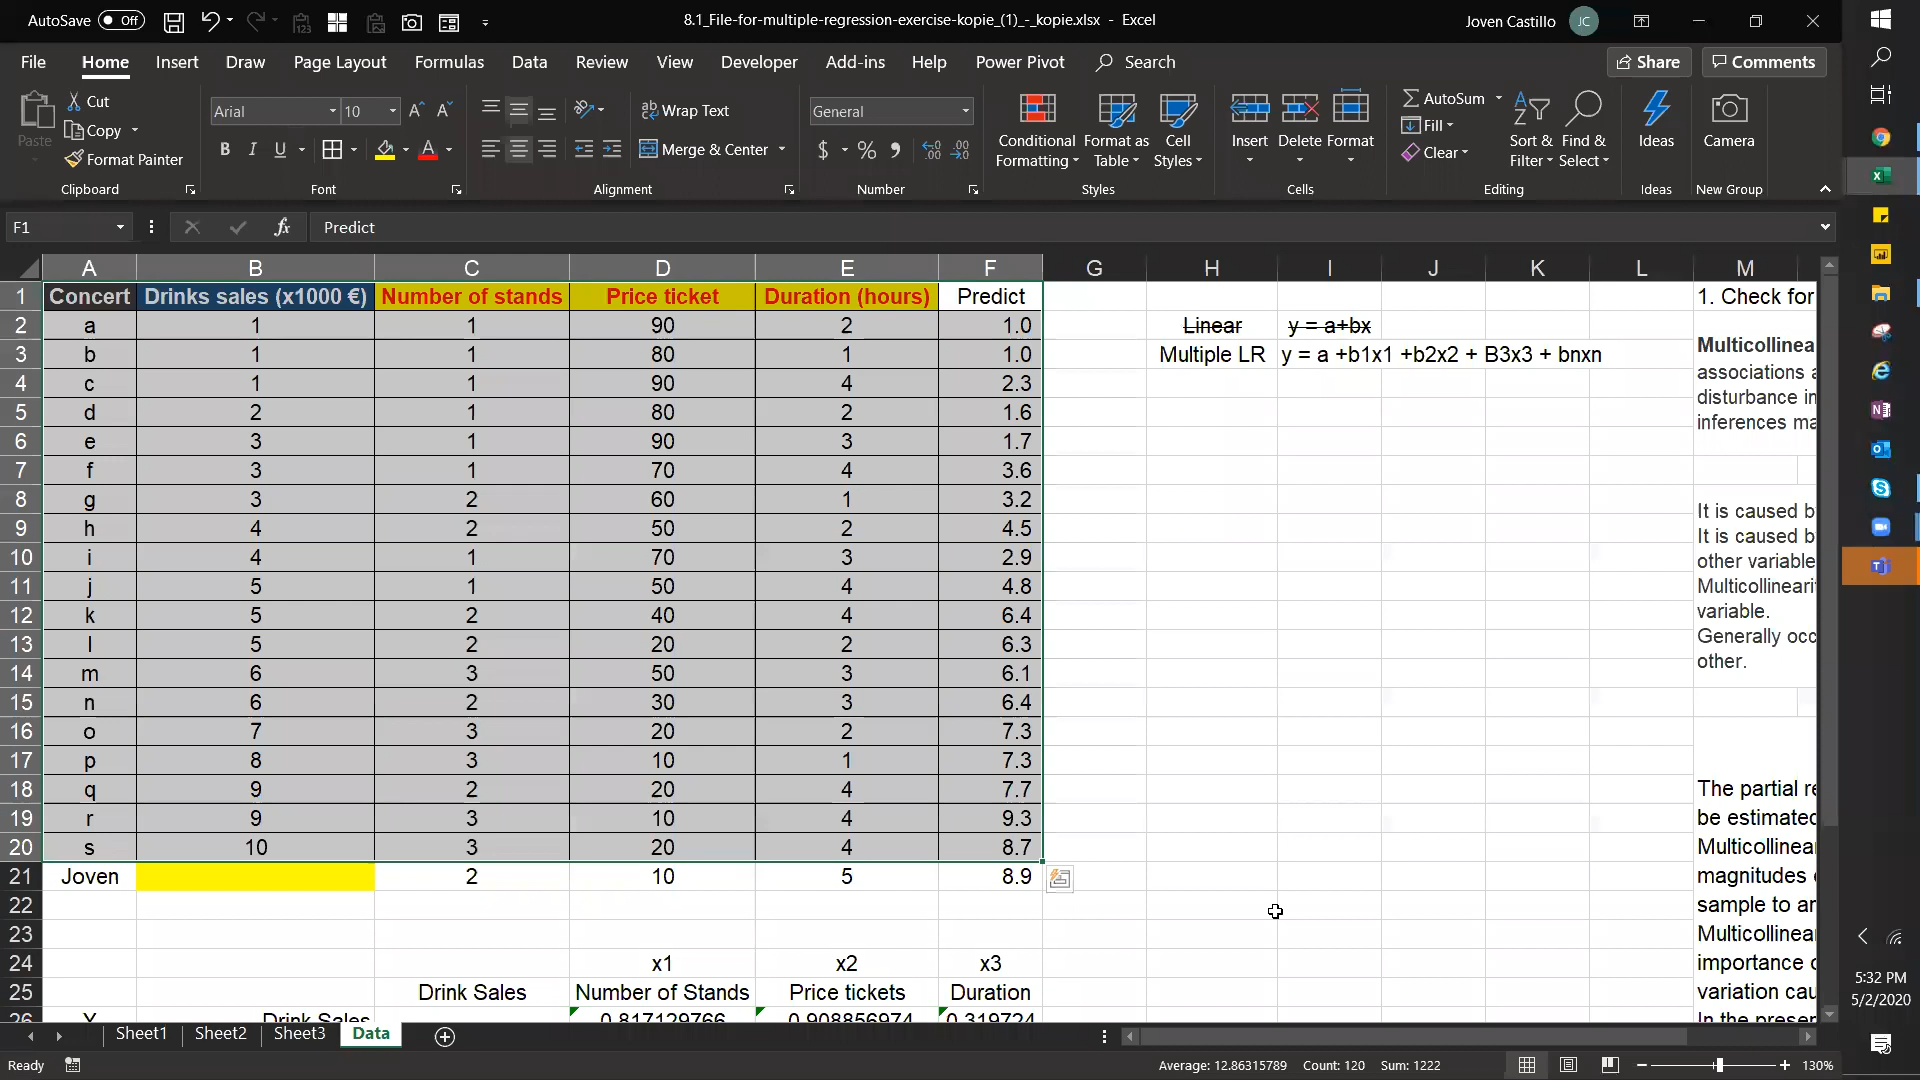 AutoSave Off 8.1_File-for-multiple-regression-exercise-kopie_(1)_-_kopie.xlsx - Excel Joven Castillo JC
File Home Insert Draw Page Layout Formulas Data Review View Developer Add-ins Help Power Pivot Search Share Comments
Paste Cut Copy Format Painter Clipboard
Arial 10 B I U Font
Wrap Text Merge & Center Alignment
General $ % Number
Conditional Formatting Format as Table Cell Styles Styles
Insert Delete Format Cells
AutoSum Fill Clear Sort & Filter Find & Select Editing
Ideas Ideas
Camera New Group
F1 fx Predict
A B C D E F G H I J K L M
1 Concert Drinks sales (x1000 €) Number of stands Price ticket Duration (hours) Predict 1. Check for
2 a 1 1 90 2 1.0 Linear y = a+bx
3 b 1 1 80 1 1.0 Multiple LR y = a +b1x1 +b2x2 + B3x3 + bnxn Multicollinea
4 c 1 1 90 4 2.3 associations a
5 d 2 1 80 2 1.6 disturbance in
6 e 3 1 90 3 1.7 inferences ma
7 f 3 1 70 4 3.6
8 g 3 2 60 1 3.2 It is caused b
9 h 4 2 50 2 4.5 It is caused b
10 i 4 1 70 3 2.9 other variable
11 j 5 1 50 4 4.8 Multicollineari
12 k 5 2 40 4 6.4 variable.
13 l 5 2 20 2 6.3 Generally occ
14 m 6 3 50 3 6.1 other.
15 n 6 2 30 3 6.4
16 o 7 3 20 2 7.3
17 p 8 3 10 1 7.3
18 q 9 2 20 4 7.7 The partial re
19 r 9 3 10 4 9.3 be estimated
20 s 10 3 20 4 8.7 Multicollinea
21 Joven 2 10 5 8.9 magnitudes
22 sample to ar
23 Multicollinea
24 x1 x2 x3 importance
25 Drink Sales Number of Stands Price tickets Duration variation cau
26 Y Drink Sales 0.817129766 0.908856974 0.319724 In the presen
Sheet1 Sheet2 Sheet3 Data
Ready Average: 12.86315789 Count: 120 Sum: 1222 130%
5:32 PM
5/2/2020